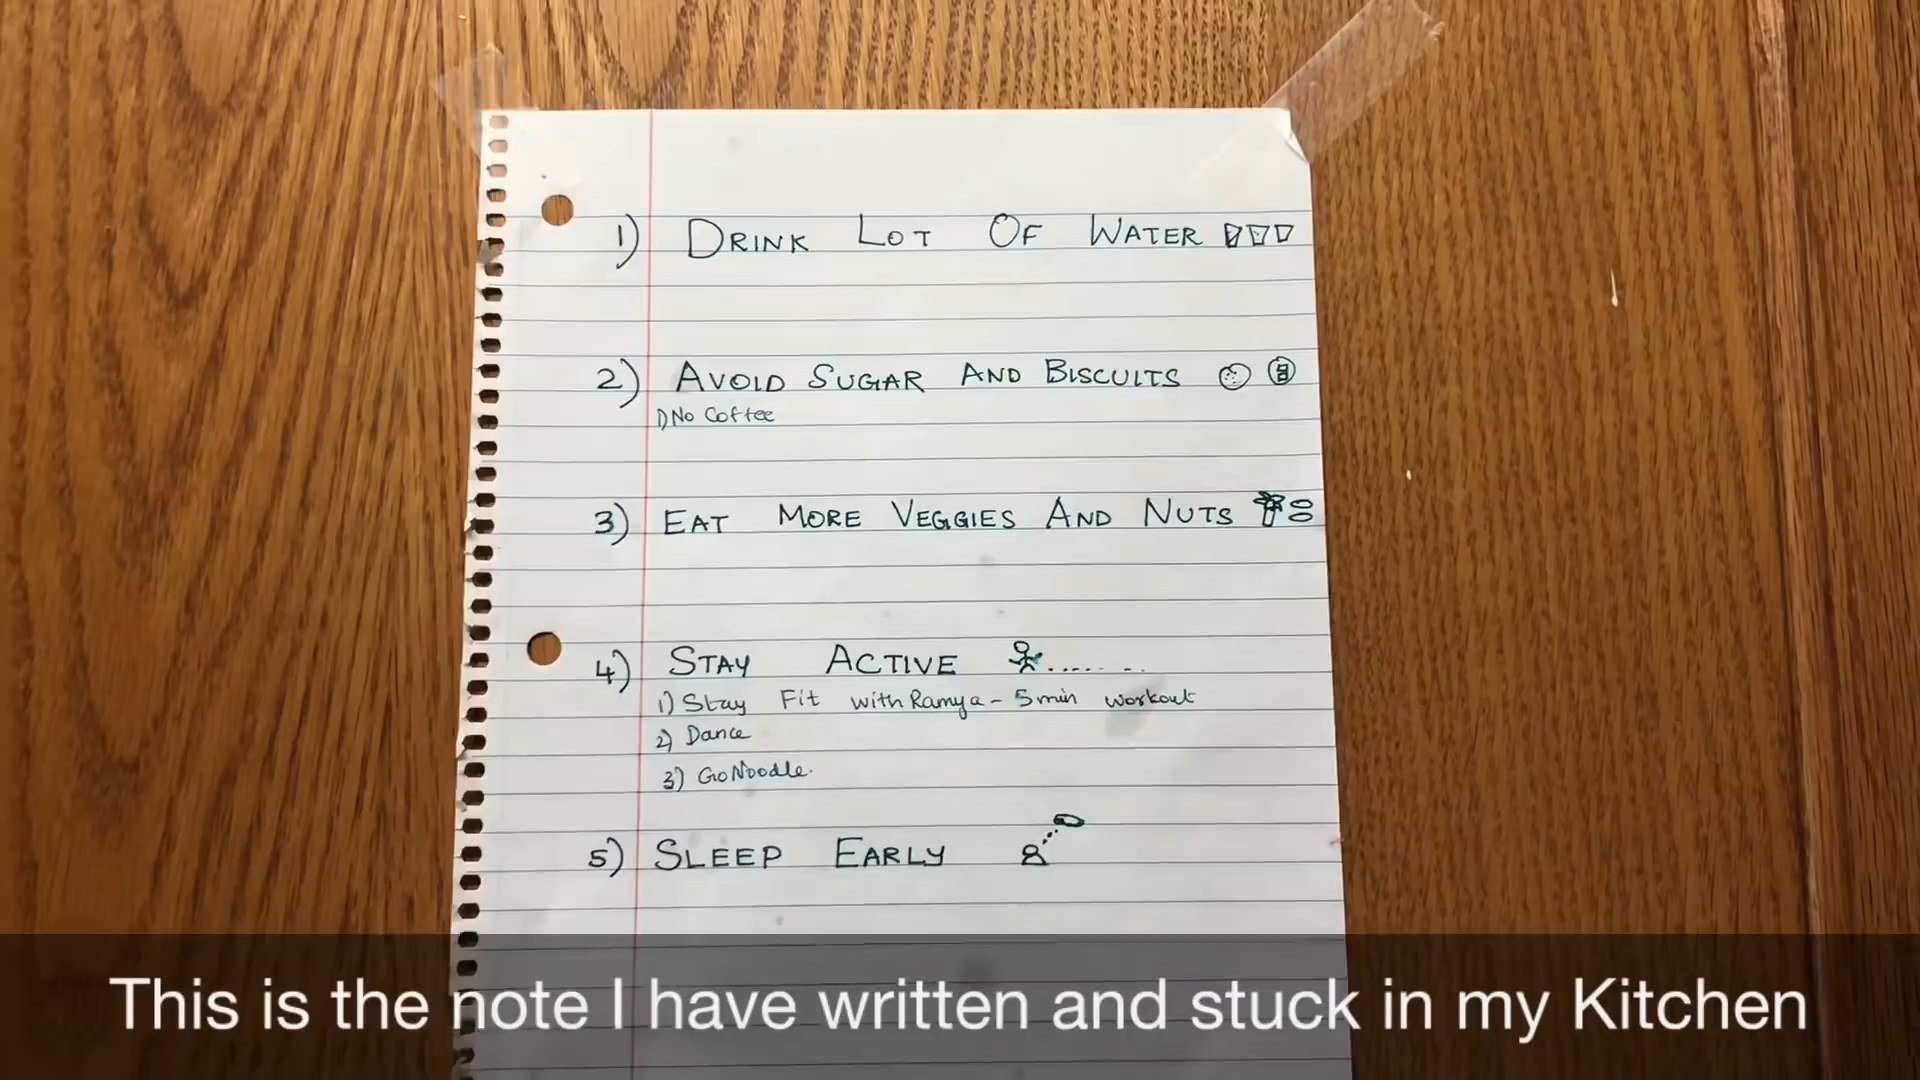 1) DRINK LOT OF WATER
2) AVOID SUGAR AND BISCUITS
1) No Coffee
3) EAT MORE VEGGIES AND NUTS
4) STAY ACTIVE ........
1) Stay Fit with Ramya - 5 min workout
2) Dance
3) GoNoodle.
5) SLEEP EARLY
This is the note I have written and stuck in my Kitchen